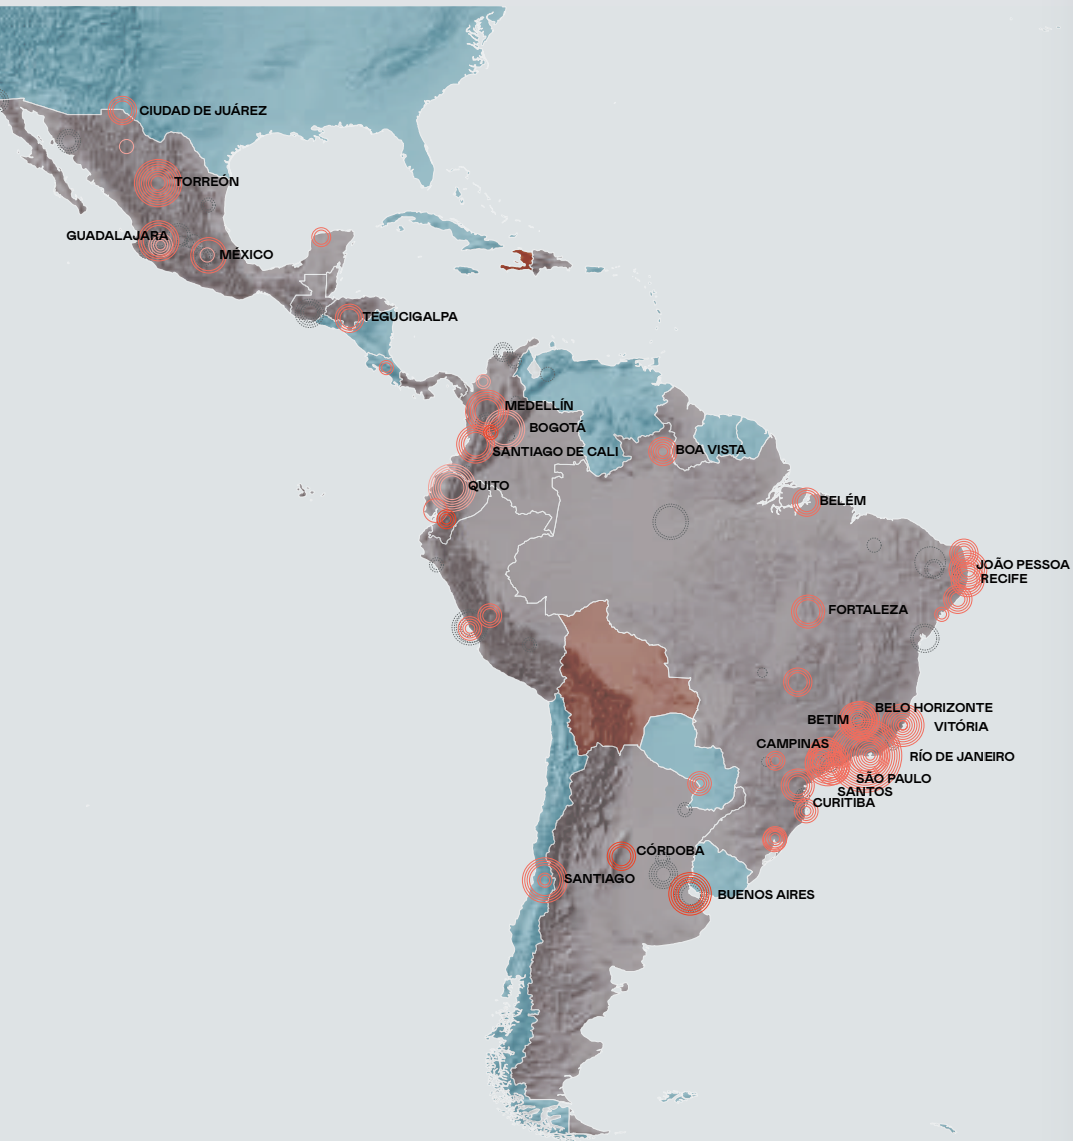 CIUDAD DE JUÁREZ
TORREÓN
GUADALAJARA
MÉXICO
TEGUCIGALPA
MEDELLÍN
BOGOTÁ
SANTIAGO DE CALI
BOA VISTA
QUITO
BELÉM
JOÃO PESSOA
RECIFE
FORTALEZA
BELO HORIZONTE
BETIM
VITÓRIA
CAMPINAS
RÍO DE JANEIRO
SÃO PAULO
SANTOS
CURITIBA
CÓRDOBA
SANTIAGO
BUENOS AIRES